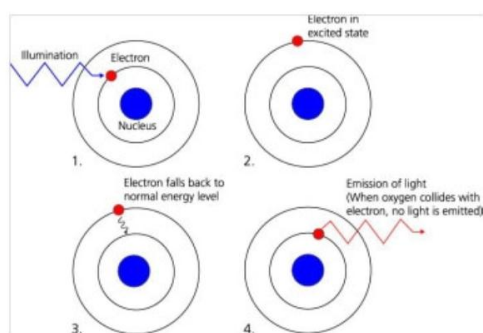 Illumination
Electron
Nucleus
1.
Electron in
excited state
2.
Electron falls back to
normal energy level
3.
Emission of light
(When oxygen collides with
electron, no light is emitted)
4.